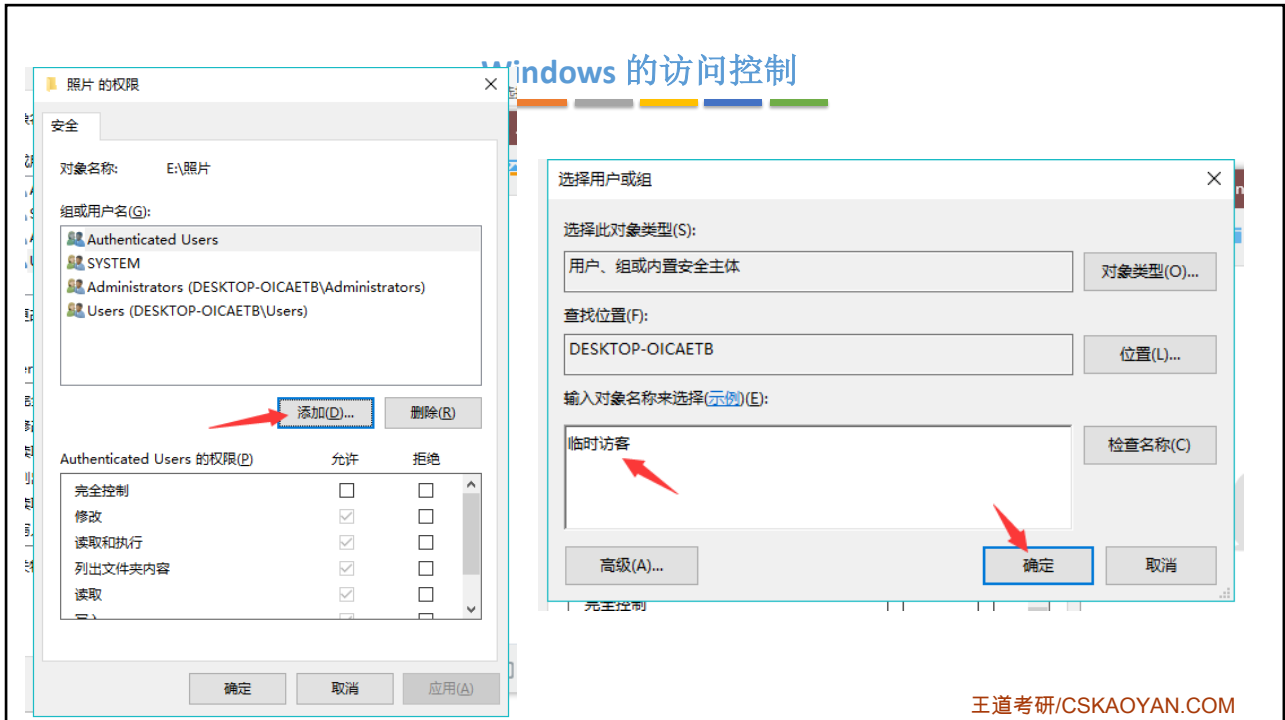 Windows 的访问控制
照片 的权限
安全
对象名称: E:\照片
组或用户名(G):
Authenticated Users
SYSTEM
Administrators (DESKTOP-OICAETB\Administrators)
Users (DESKTOP-OICAETB\Users)
添加(D)... 删除(R)
Authenticated Users 的权限(P) 允许 拒绝
完全控制
修改
读取和执行
列出文件夹内容
读取
确定 取消 应用(A)
选择用户或组
选择此对象类型(S):
用户、组或内置安全主体 对象类型(O)...
查找位置(F):
DESKTOP-OICAETB 位置(L)...
输入对象名称来选择(示例)(E):
临时访客 检查名称(C)
高级(A)... 确定 取消
完全控制
王道考研/CSKAOYAN.COM